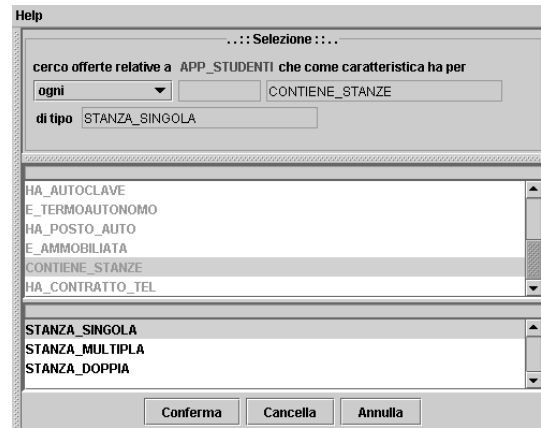 Help
..:: Selezione ::..
cerco offerte relative a APP_STUDENTI che come caratteristica ha per
ogni CONTIENE_STANZE
di tipo STANZA_SINGOLA
HA_AUTOCLAVE
E_TERMOAUTONOMO
HA_POSTO_AUTO
E_AMMOBILIATA
CONTIENE_STANZE
HA_CONTRATTO_TEL
STANZA_SINGOLA
STANZA_MULTIPLA
STANZA_DOPPIA
Conferma Cancella Annulla